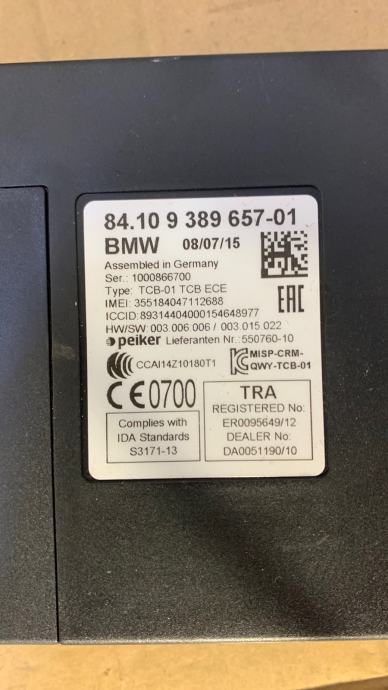 84.10 9 389 657-01
BMW 08/07/15
Assembled in Germany
Ser.: 1000866700
Type: TCB-01 TCB ECE
IMEI: 355184047112688
ICCID:89314404000154648977
HW/SW: 003.006.006 / 003.015.022
peiker Lieferanten Nr.:550760-10
CCAI14Z10180T1
MISP-CRM-
QWY-TCB-01
CE0700
Complies with
IDA Standards
S3171-13
TRA
REGISTERED No:
ER0095649/12
DEALER No:
DA0051190/10
EAC